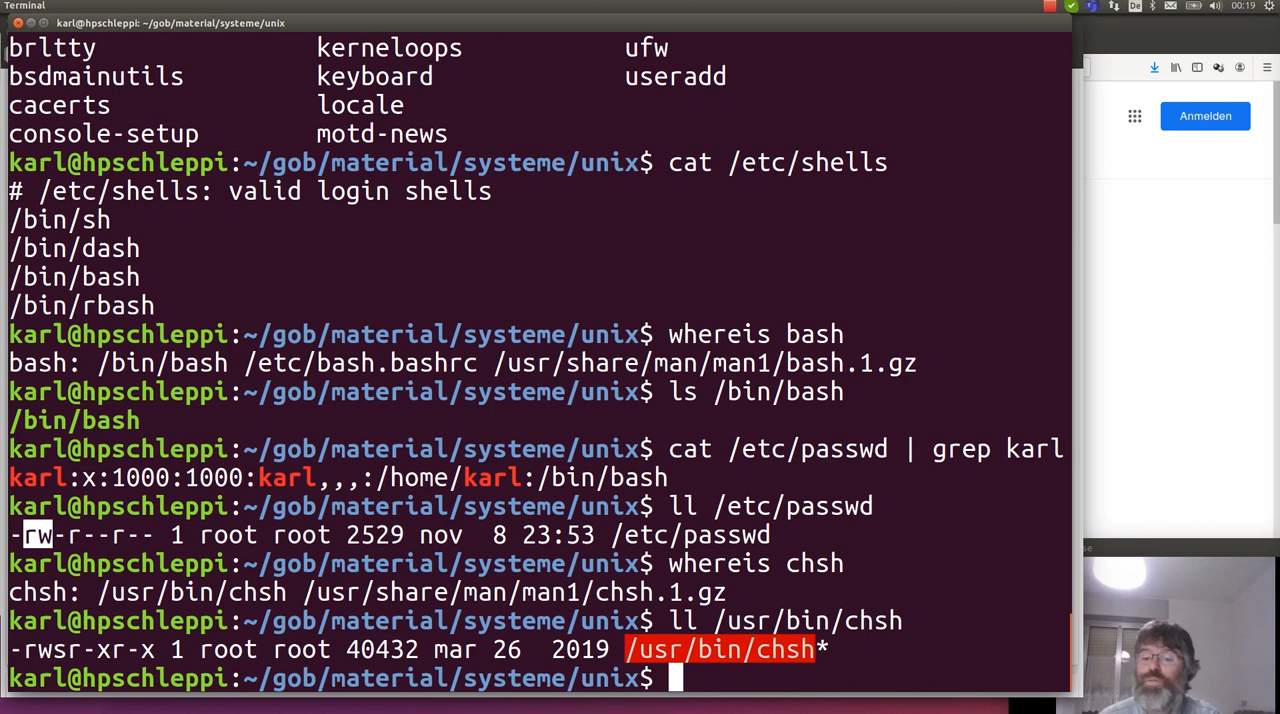 Terminal
De
00:19
karl@hpschleppi: ~/gob/material/systeme/unix
brltty kerneloops ufw
bsdmainutils keyboard useradd
cacerts locale
console-setup motd-news
karl@hpschleppi:~/gob/material/systeme/unix$ cat /etc/shells
# /etc/shells: valid login shells
/bin/sh
/bin/dash
/bin/bash
/bin/rbash
karl@hpschleppi:~/gob/material/systeme/unix$ whereis bash
bash: /bin/bash /etc/bash.bashrc /usr/share/man/man1/bash.1.gz
karl@hpschleppi:~/gob/material/systeme/unix$ ls /bin/bash
/bin/bash
karl@hpschleppi:~/gob/material/systeme/unix$ cat /etc/passwd | grep karl
karl:x:1000:1000:karl,,,:/home/karl:/bin/bash
karl@hpschleppi:~/gob/material/systeme/unix$ ll /etc/passwd
-rw-r--r-- 1 root root 2529 nov  8 23:53 /etc/passwd
karl@hpschleppi:~/gob/material/systeme/unix$ whereis chsh
chsh: /usr/bin/chsh /usr/share/man/man1/chsh.1.gz
karl@hpschleppi:~/gob/material/systeme/unix$ ll /usr/bin/chsh
-rwsr-xr-x 1 root root 40432 mar 26  2019 /usr/bin/chsh*
karl@hpschleppi:~/gob/material/systeme/unix$
Anmelden